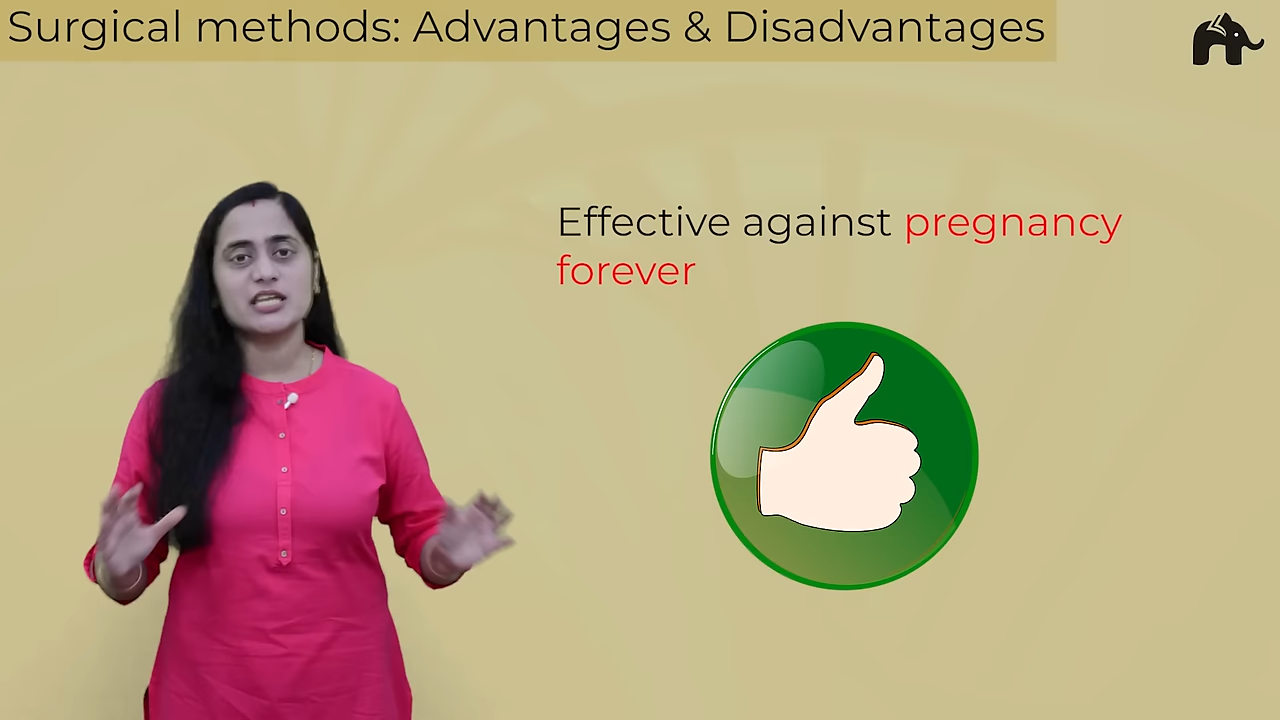 Surgical methods: Advantages & Disadvantages
Effective against pregnancy
forever